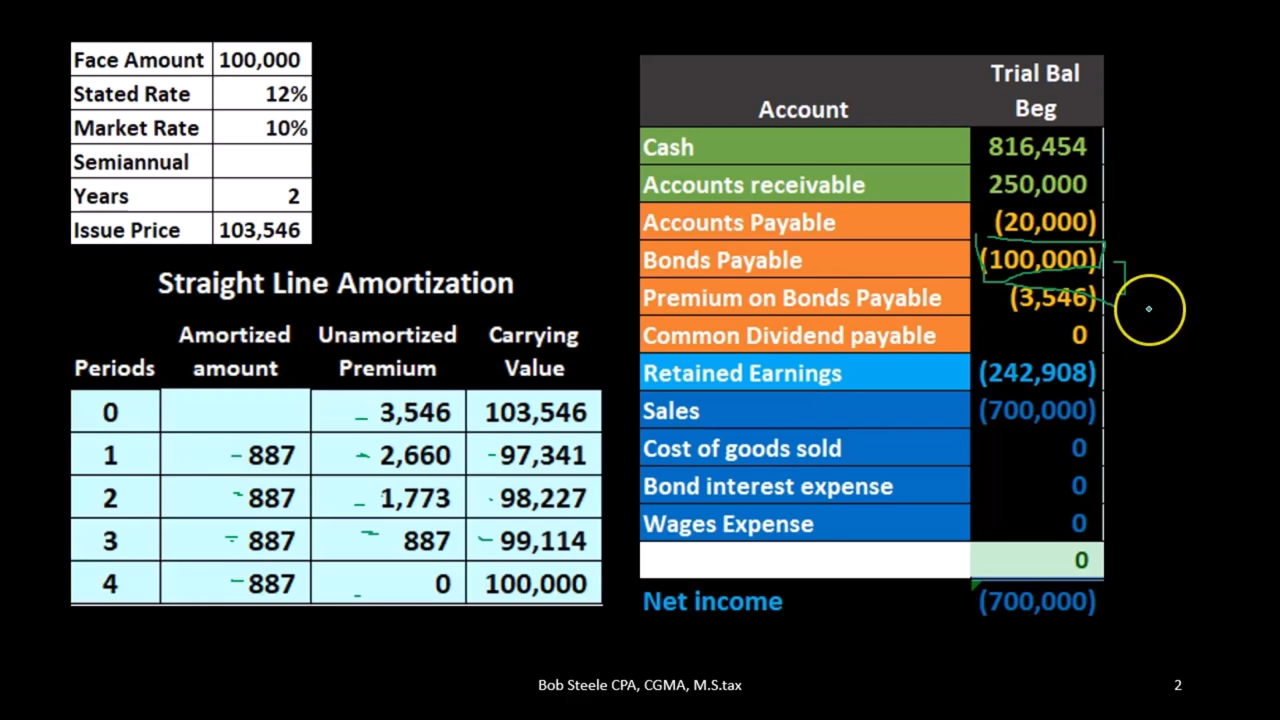 Face Amount 100,000
Stated Rate 12%
Market Rate 10%
Semiannual
Years 2
Issue Price 103,546
Straight Line Amortization
Periods Amortized amount Unamortized Premium Carrying Value
0 3,546 103,546
1 887 2,660 97,341
2 887 1,773 98,227
3 887 887 99,114
4 887 0 100,000
Account Trial Bal Beg
Cash 816,454
Accounts receivable 250,000
Accounts Payable (20,000)
Bonds Payable (100,000)
Premium on Bonds Payable (3,546)
Common Dividend payable 0
Retained Earnings (242,908)
Sales (700,000)
Cost of goods sold 0
Bond interest expense 0
Wages Expense 0
0
Net income (700,000)
Bob Steele CPA, CGMA, M.S.tax
2